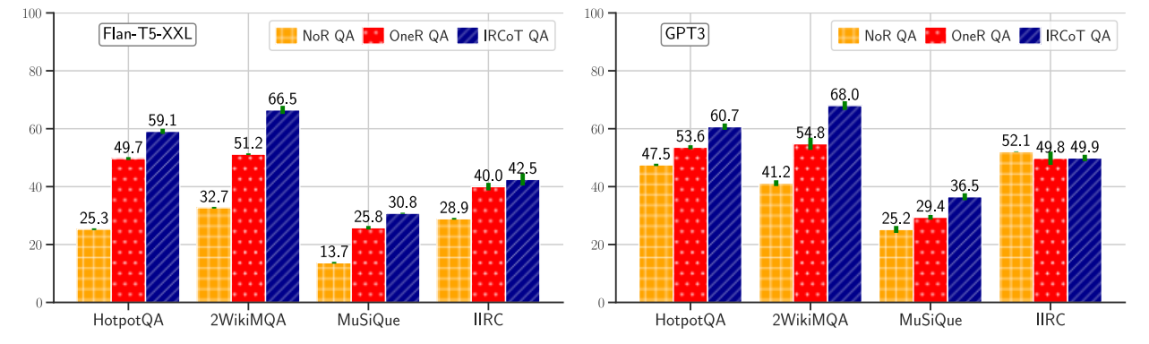 Flan-T5-XXL
NoR QA OneR QA IRCoT QA
100
80
60
40
20
0
25.3 49.7 59.1
32.7 51.2 66.5
13.7 25.8 30.8
28.9 40.0 42.5
HotpotQA 2WikiMQA MuSiQue IIRC
GPT3
NoR QA OneR QA IRCoT QA
100
80
60
40
20
0
47.5 53.6 60.7
41.2 54.8 68.0
25.2 29.4 36.5
52.1 49.8 49.9
HotpotQA 2WikiMQA MuSiQue IIRC